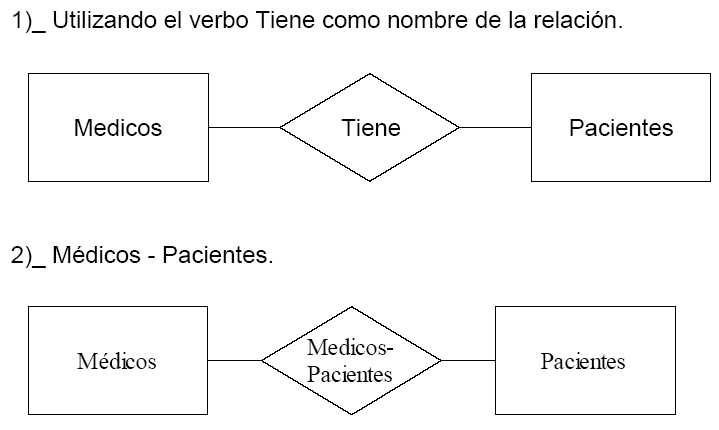 1)_ Utilizando el verbo Tiene como nombre de la relación.
Medicos
Tiene
Pacientes
2)_ Médicos - Pacientes.
Médicos
Medicos-
Pacientes
Pacientes